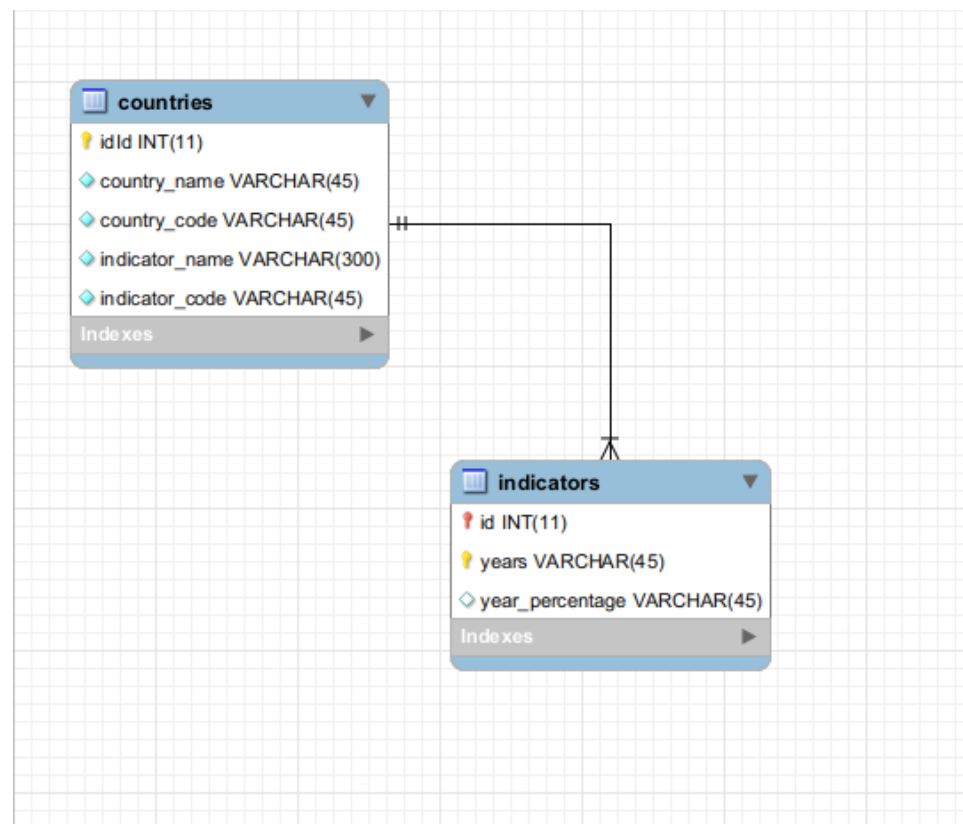 countries
idId INT(11)
country_name VARCHAR(45)
country_code VARCHAR(45)
indicator_name VARCHAR(300)
indicator_code VARCHAR(45)
Indexes
indicators
id INT(11)
years VARCHAR(45)
year_percentage VARCHAR(45)
Indexes